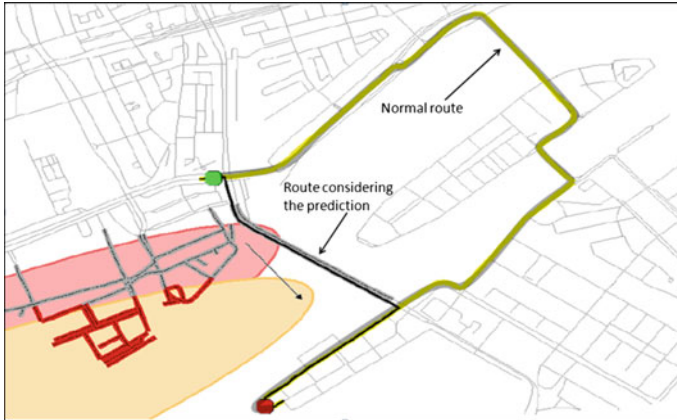 Normal route
Route considering
the prediction